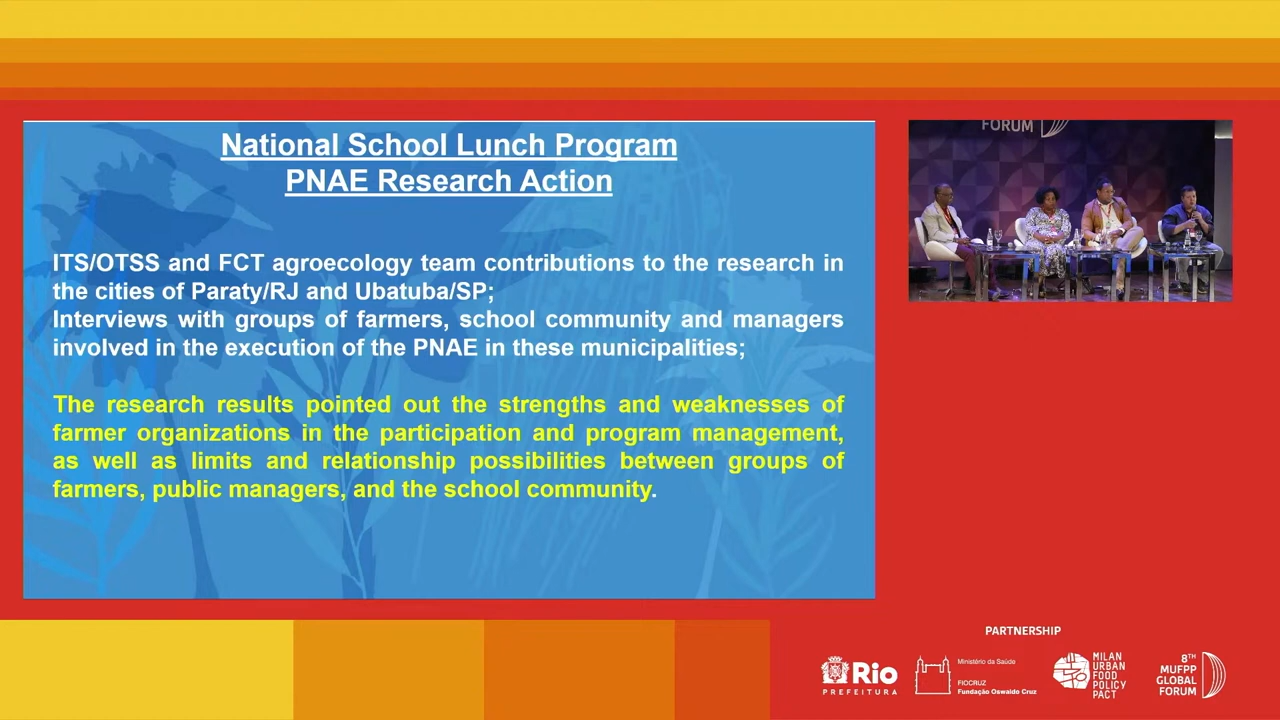 National School Lunch Program
PNAE Research Action
ITS/OTSS and FCT agroecology team contributions to the research in
the cities of Paraty/RJ and Ubatuba/SP;
Interviews with groups of farmers, school community and managers
involved in the execution of the PNAE in these municipalities;
The research results pointed out the strengths and weaknesses of
farmer organizations in the participation and program management,
as well as limits and relationship possibilities between groups of
farmers, public managers, and the school community.
FORUM
PARTNERSHIP
Rio
PREFEITURA
Ministério da Saúde
FIOCRUZ
Fundação Oswaldo Cruz
MILAN
URBAN
FOOD
POLICY
PACT
8TH
MUFPP
GLOBAL
FORUM